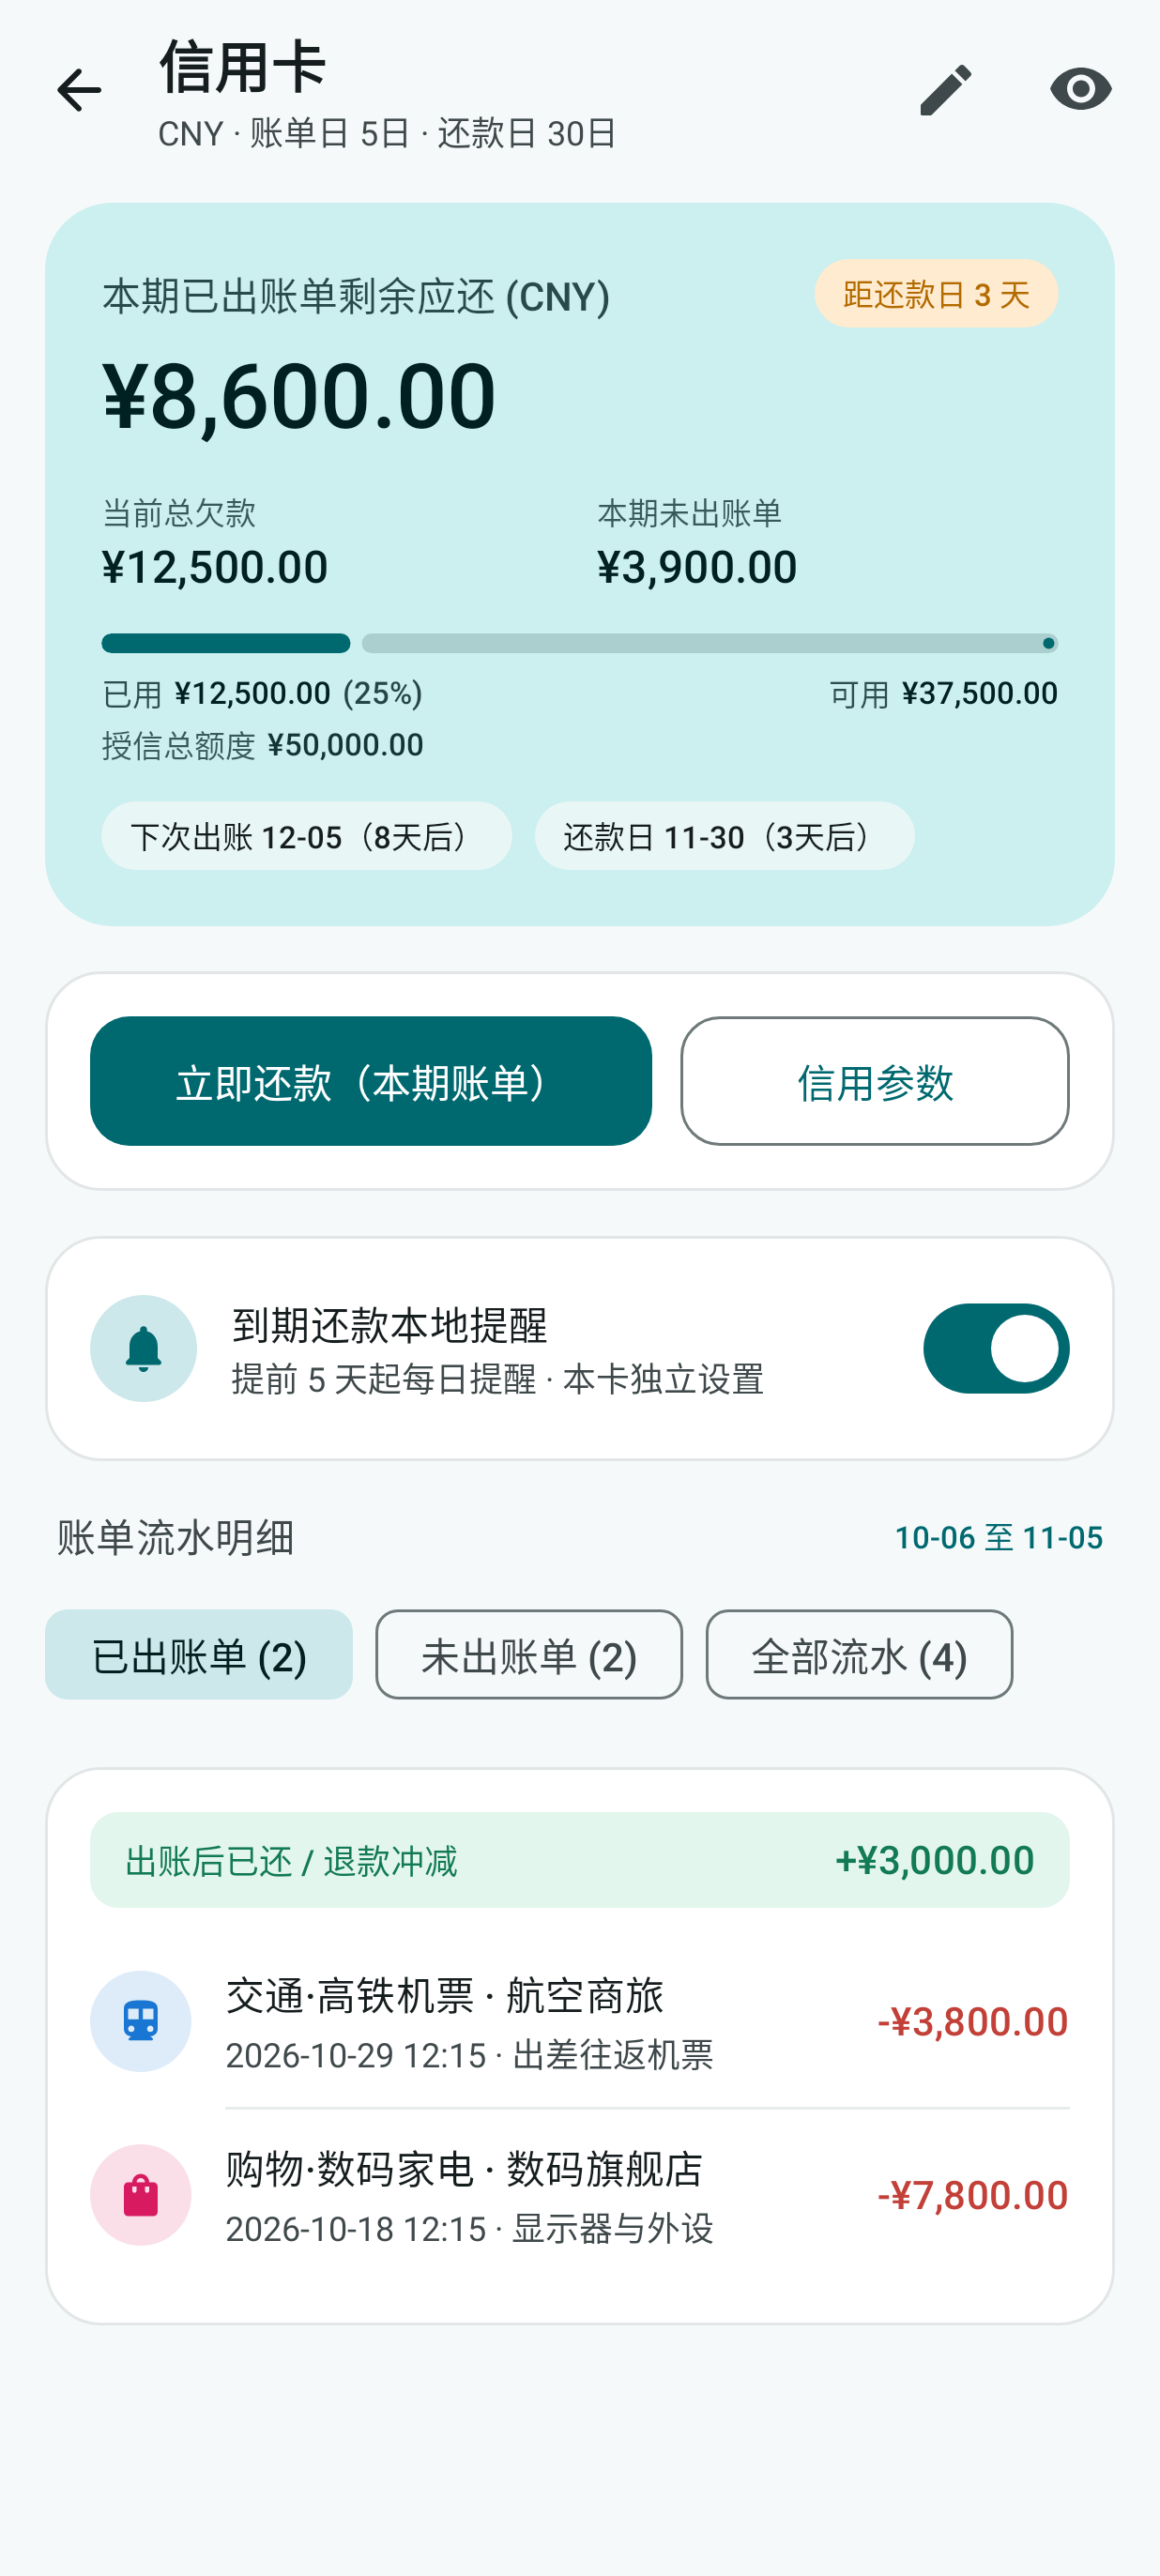 信用卡
CNY · 账单日 5日 · 还款日 30日
本期已出账单剩余应还 (CNY)
距还款日 3 天
¥8,600.00
当前总欠款
本期未出账单
¥12,500.00
¥3,900.00
已用 ¥12,500.00 (25%)
可用 ¥37,500.00
授信总额度 ¥50,000.00
下次出账 12-05（8天后）
还款日 11-30（3天后）
立即还款（本期账单）
信用参数
到期还款本地提醒
提前 5 天起每日提醒 · 本卡独立设置
账单流水明细
10-06 至 11-05
已出账单 (2)
未出账单 (2)
全部流水 (4)
出账后已还 / 退款冲减
+¥3,000.00
交通·高铁机票 · 航空商旅
-¥3,800.00
2026-10-29 12:15 · 出差往返机票
购物·数码家电 · 数码旗舰店
-¥7,800.00
2026-10-18 12:15 · 显示器与外设